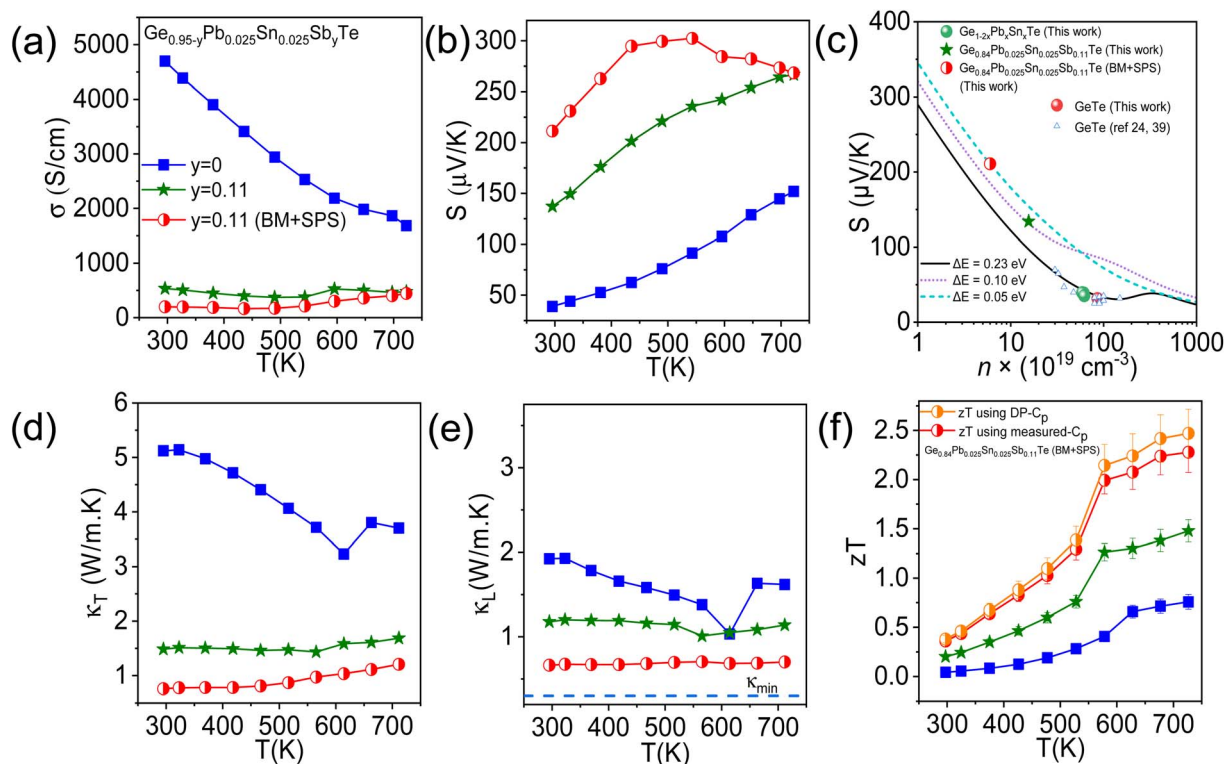 (a)
Ge0.95-yPb0.025Sn0.025SbyTe
5000
4000
3000
2000
1000
0
σ (S/cm)
y=0
y=0.11
y=0.11 (BM+SPS)
300 400 500 600 700
T(K)
(b)
350
300
250
200
150
100
50
S (μV/K)
300 400 500 600 700
T(K)
(c)
Ge1-2xPbxSnxTe (This work)
Ge0.84Pb0.025Sn0.025Sb0.11Te (This work)
Ge0.84Pb0.025Sn0.025Sb0.11Te (BM+SPS)
(This work)
GeTe (This work)
GeTe (ref 24, 39)
400
300
200
100
0
S (μV/K)
ΔE = 0.23 eV
ΔE = 0.10 eV
ΔE = 0.05 eV
1 10 100 1000
n × (10^19 cm^-3)
(d)
6
5
4
3
2
1
κT (W/m.K)
300 400 500 600 700
T(K)
(e)
3
2
1
κL(W/m.K)
κmin
300 400 500 600 700
T(K)
(f)
zT using DP-Cp
zT using measured-Cp
Ge0.84Pb0.025Sn0.025Sb0.11Te (BM+SPS)
2.5
2.0
1.5
1.0
0.5
0.0
zT
300 400 500 600 700
T(K)